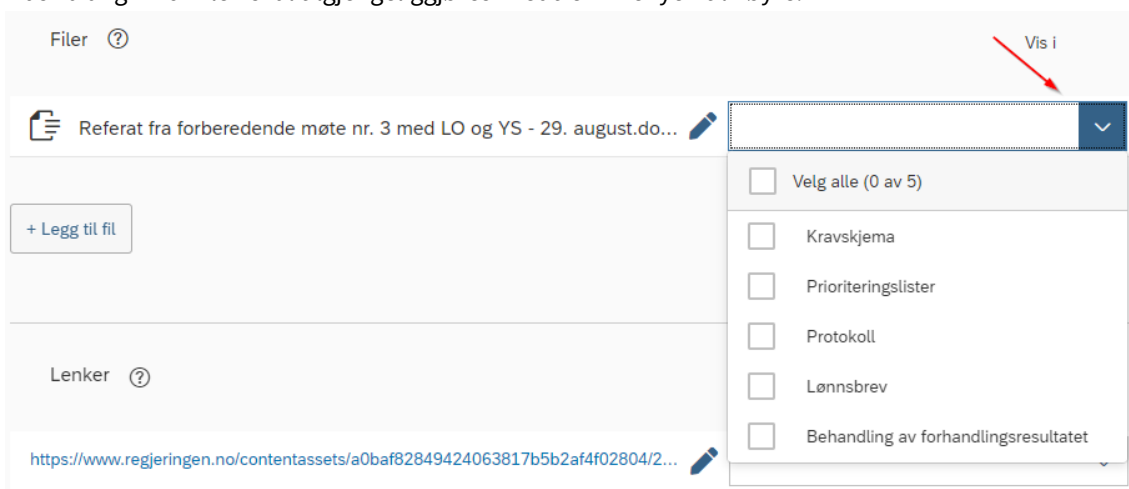 Filer ?
Vis i
Referat fra forberedende møte nr. 3 med LO og YS - 29. august.do...
Velg alle (0 av 5)
+ Legg til fil
Kravskjema
Prioriteringslister
Protokoll
Lenker ?
Lønnsbrev
Behandling av forhandlingsresultatet
https://www.regjeringen.no/contentassets/a0baf82849424063817b5b2af4f02804/2...